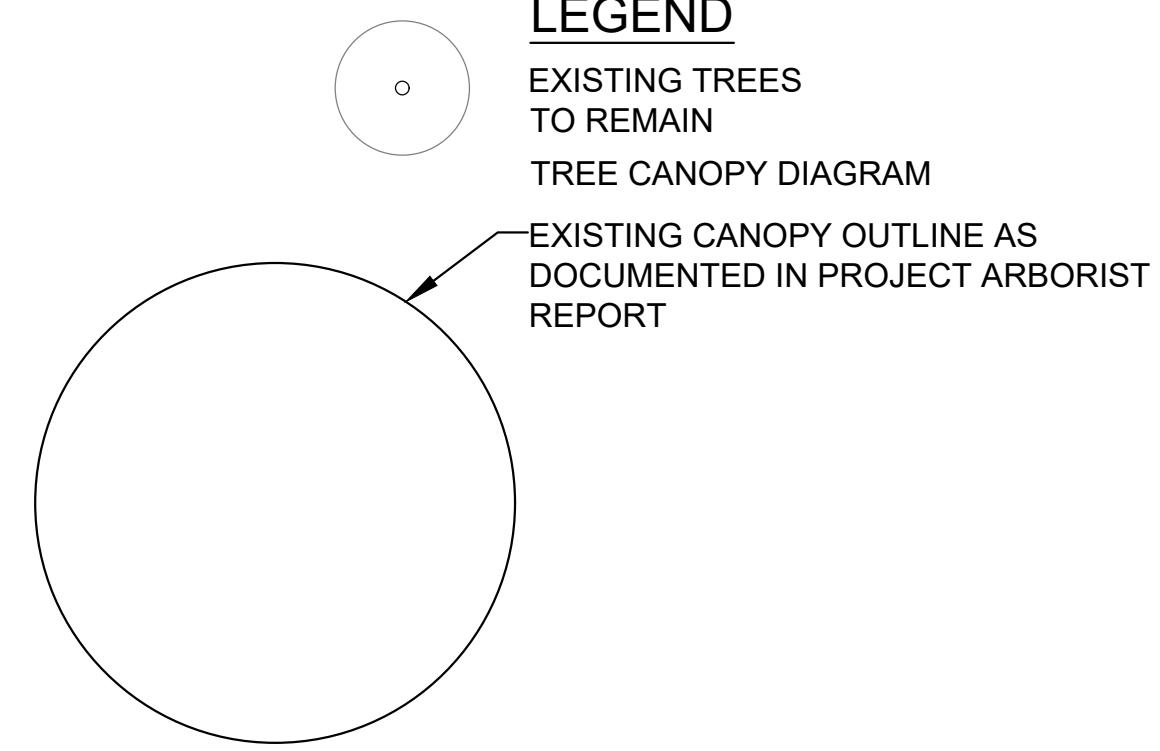 LEGEND
EXISTING TREES
TO REMAIN
TREE CANOPY DIAGRAM
EXISTING CANOPY OUTLINE AS
DOCUMENTED IN PROJECT ARBORIST
REPORT